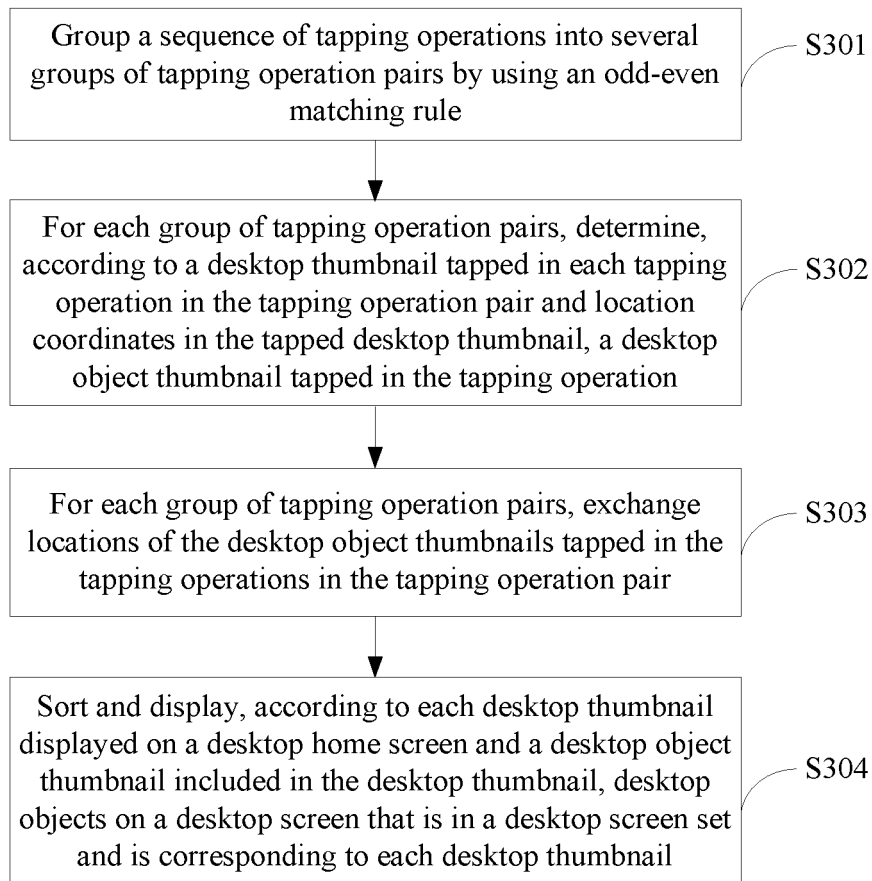 Group a sequence of tapping operations into several
groups of tapping operation pairs by using an odd-even
matching rule
S301
For each group of tapping operation pairs, determine,
according to a desktop thumbnail tapped in each tapping
operation in the tapping operation pair and location
coordinates in the tapped desktop thumbnail, a desktop
object thumbnail tapped in the tapping operation
S302
For each group of tapping operation pairs, exchange
locations of the desktop object thumbnails tapped in the
tapping operations in the tapping operation pair
S303
Sort and display, according to each desktop thumbnail
displayed on a desktop home screen and a desktop object
thumbnail included in the desktop thumbnail, desktop
objects on a desktop screen that is in a desktop screen set
and is corresponding to each desktop thumbnail
S304